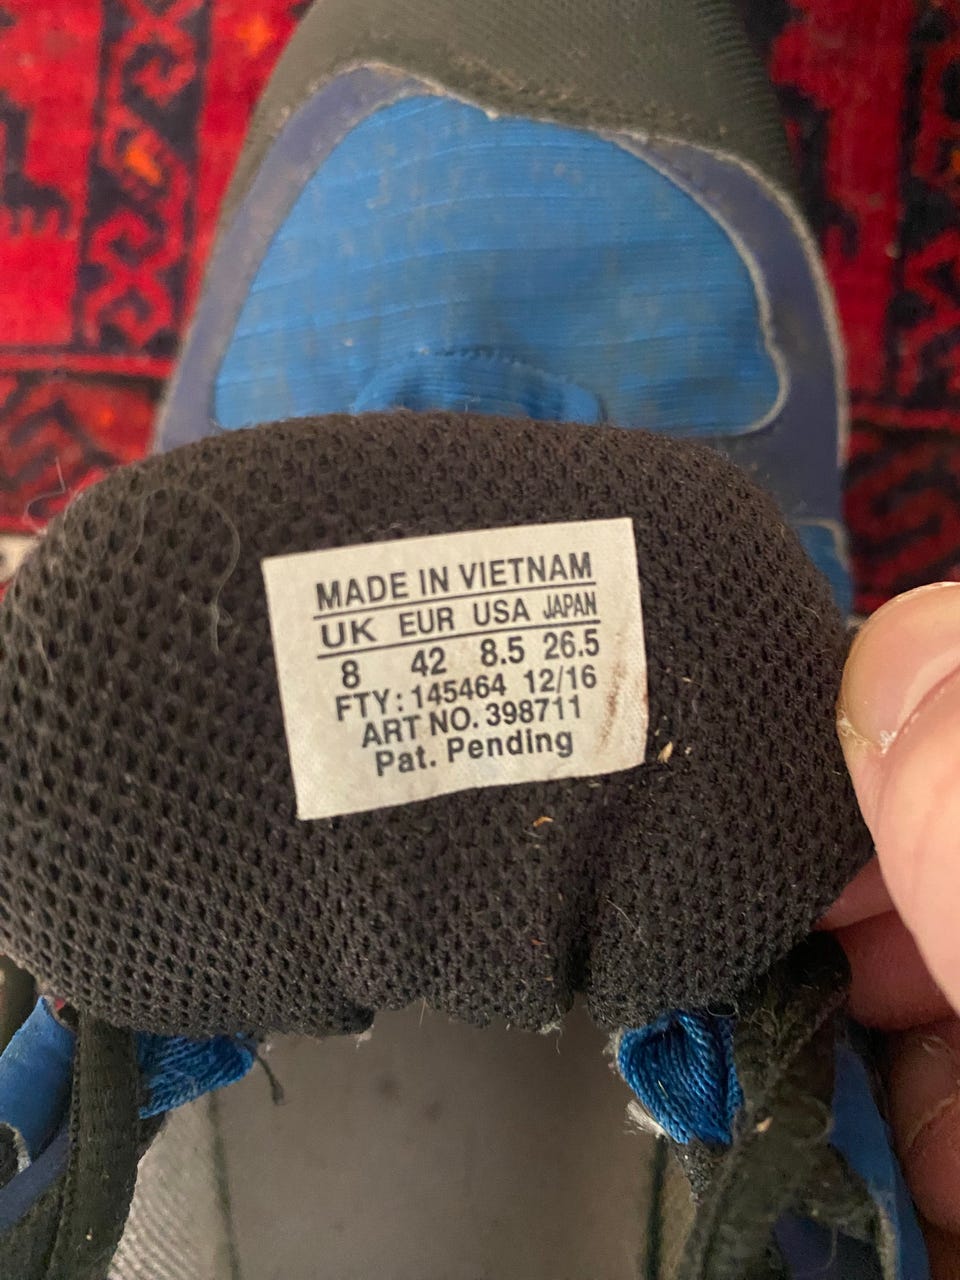 MADE IN VIETNAM
UK EUR USA JAPAN
8 42 8.5 26.5
FTY: 145464 12/16
ART NO. 398711
Pat. Pending